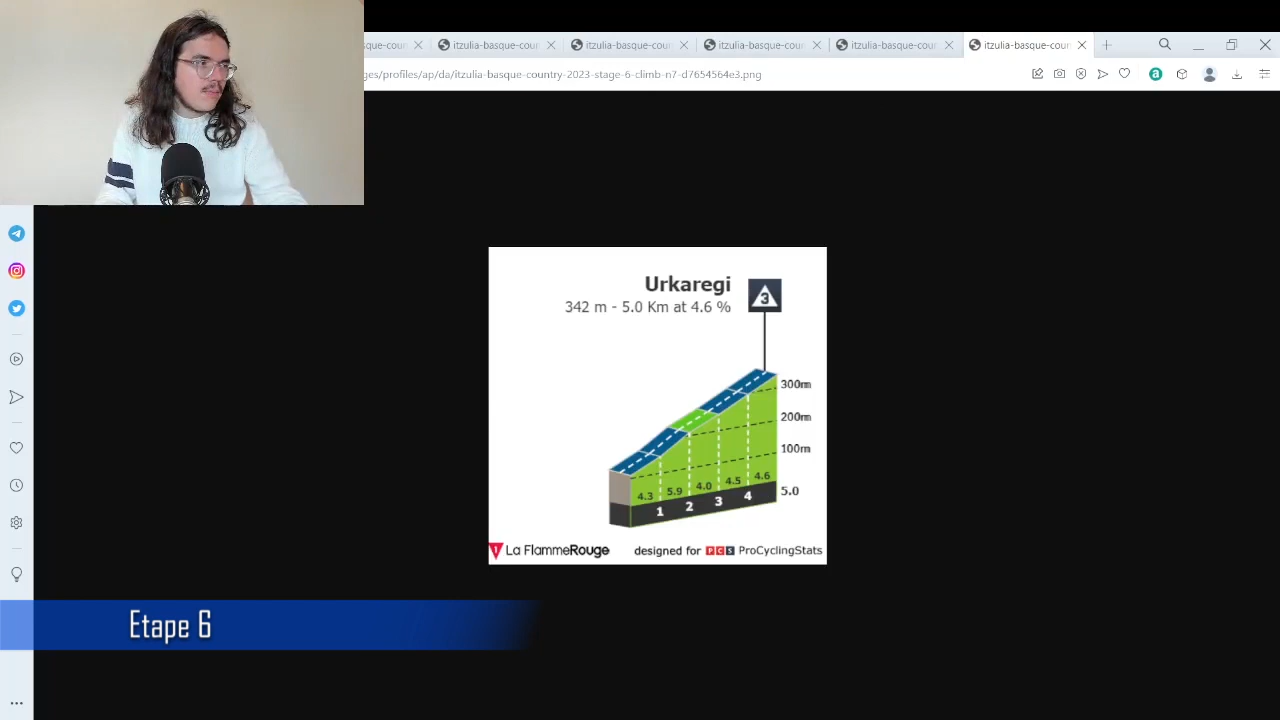 sque-coun
itzulia-basque-coun
itzulia-basque-coun
itzulia-basque-coun
itzulia-basque-coun
itzulia-basque-coun
ges/profiles/ap/da/itzulia-basque-country-2023-stage-6-climb-n7-d7654564e3.png
a
Urkaregi
342 m - 5.0 Km at 4.6 %
3
300m
200m
100m
4.3 5.9 4.0 4.5 4.6
5.0
1 2 3 4
La FlammeRouge designed for PCS ProCyclingStats
Etape 6